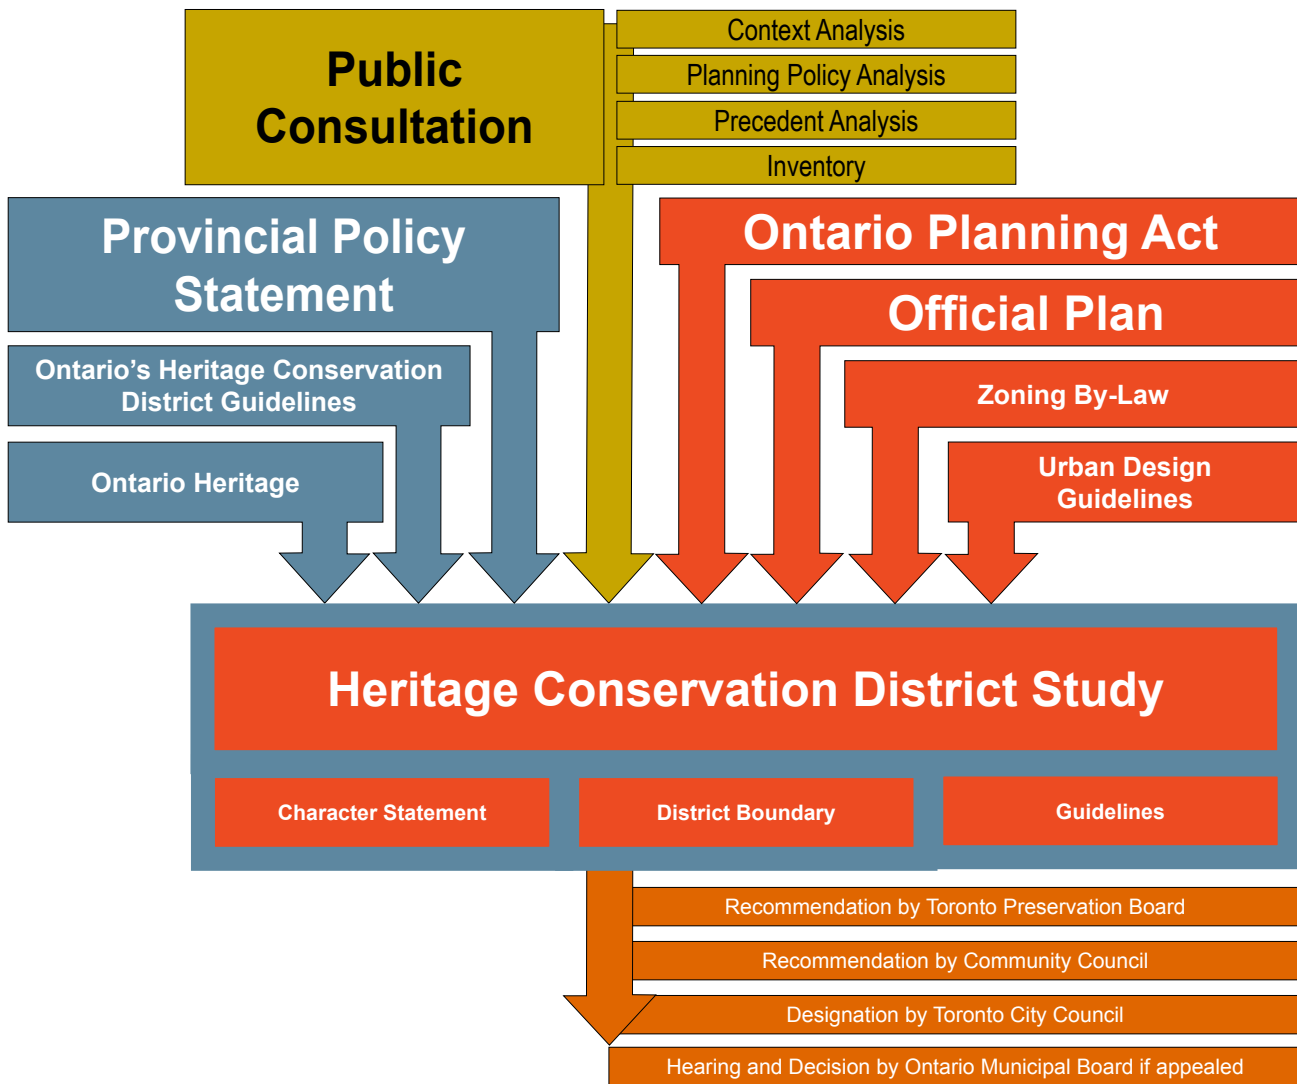 Public
Consultation
Context Analysis
Planning Policy Analysis
Precedent Analysis
Inventory
Provincial Policy
Statement
Ontario's Heritage Conservation
District Guidelines
Ontario Heritage
Ontario Planning Act
Official Plan
Zoning By-Law
Urban Design
Guidelines
Heritage Conservation District Study
Character Statement
District Boundary
Guidelines
Recommendation by Toronto Preservation Board
Recommendation by Community Council
Designation by Toronto City Council
Hearing and Decision by Ontario Municipal Board if appealed